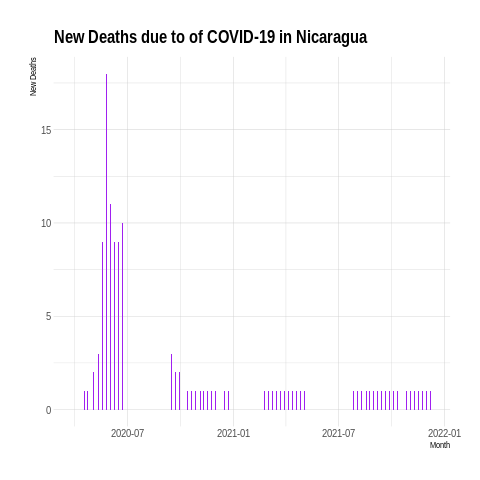 New Deaths due to of COVID-19 in Nicaragua
New Deaths
15
10
5
0
2020-07
2021-01
2021-07
2022-01
Month